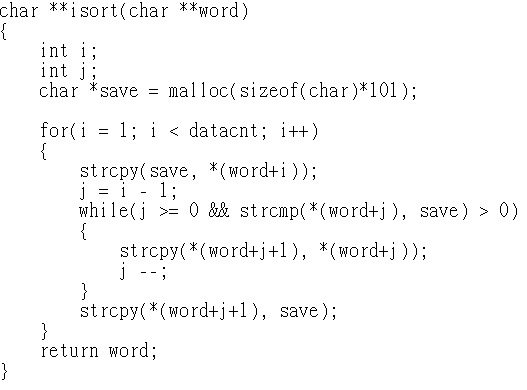 char **isort(char **word)
{
    int i;
    int j;
    char *save = malloc(sizeof(char)*101);

    for(i = 1; i < datacnt; i++)
    {
        strcpy(save, *(word+i));
        j = i - 1;
        while(j >= 0 && strcmp(*(word+j), save) > 0)
        {
            strcpy(*(word+j+1), *(word+j));
            j --;
        }
        strcpy(*(word+j+1), save);
    }
    return word;
}